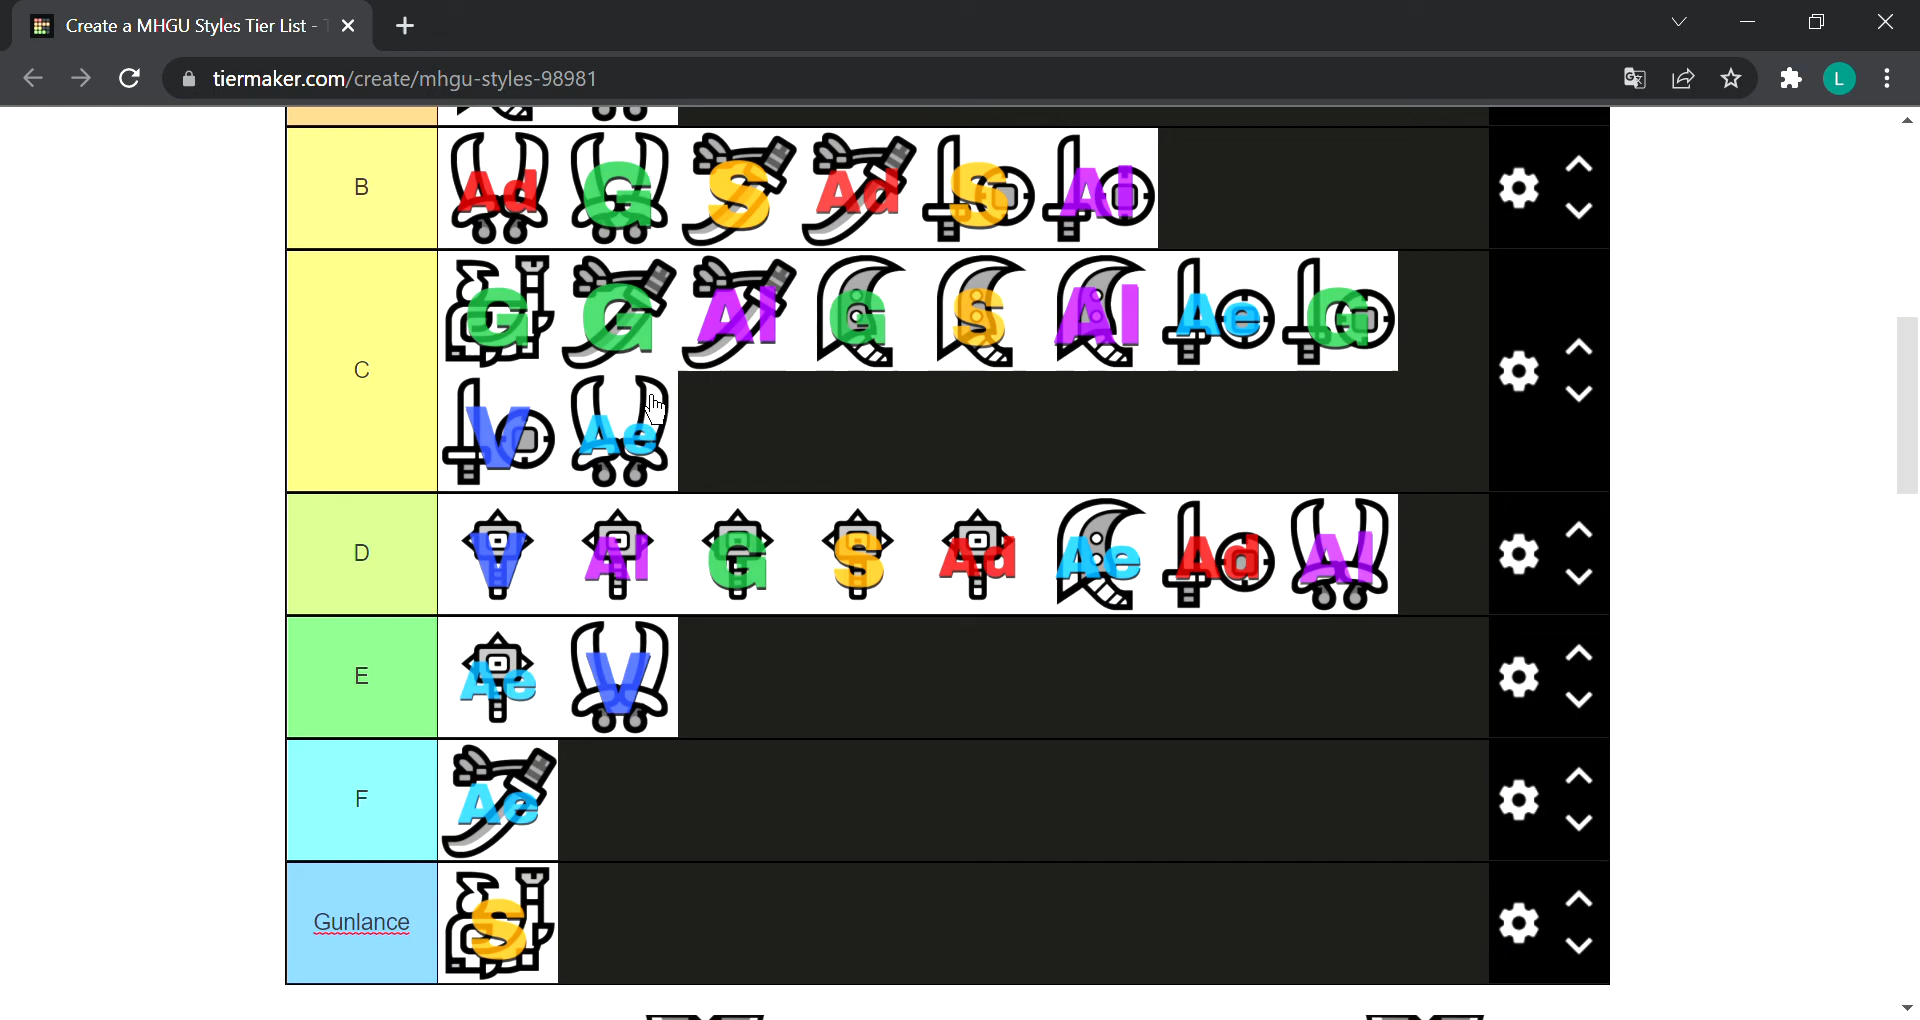 Create a MHGU Styles Tier List -
tiermaker.com/create/mhgu-styles-98981
L
B
Ad G S Ad S Al
C
G G Al G S Al Ae G
V Ae
D
V Al G S Ad Ae Ad Al
E
Ae V
F
Ae
Gunlance
S